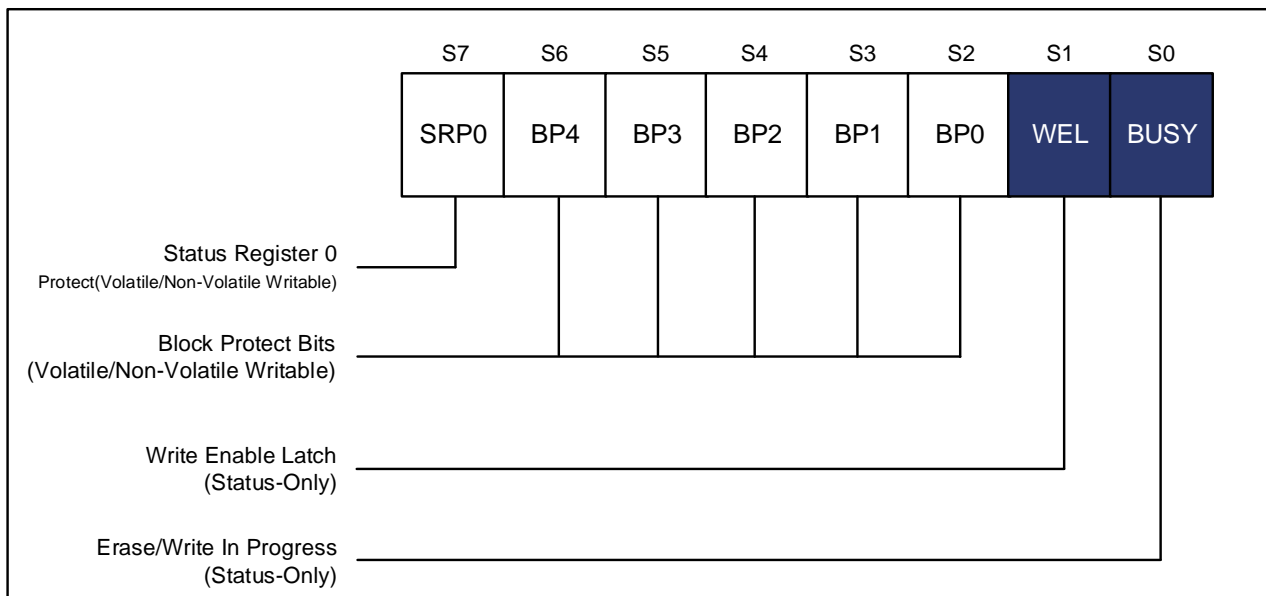 S7 S6 S5 S4 S3 S2 S1 S0
SRP0 BP4 BP3 BP2 BP1 BP0 WEL BUSY
Status Register 0
Protect(Volatile/Non-Volatile Writable)
Block Protect Bits
(Volatile/Non-Volatile Writable)
Write Enable Latch
(Status-Only)
Erase/Write In Progress
(Status-Only)